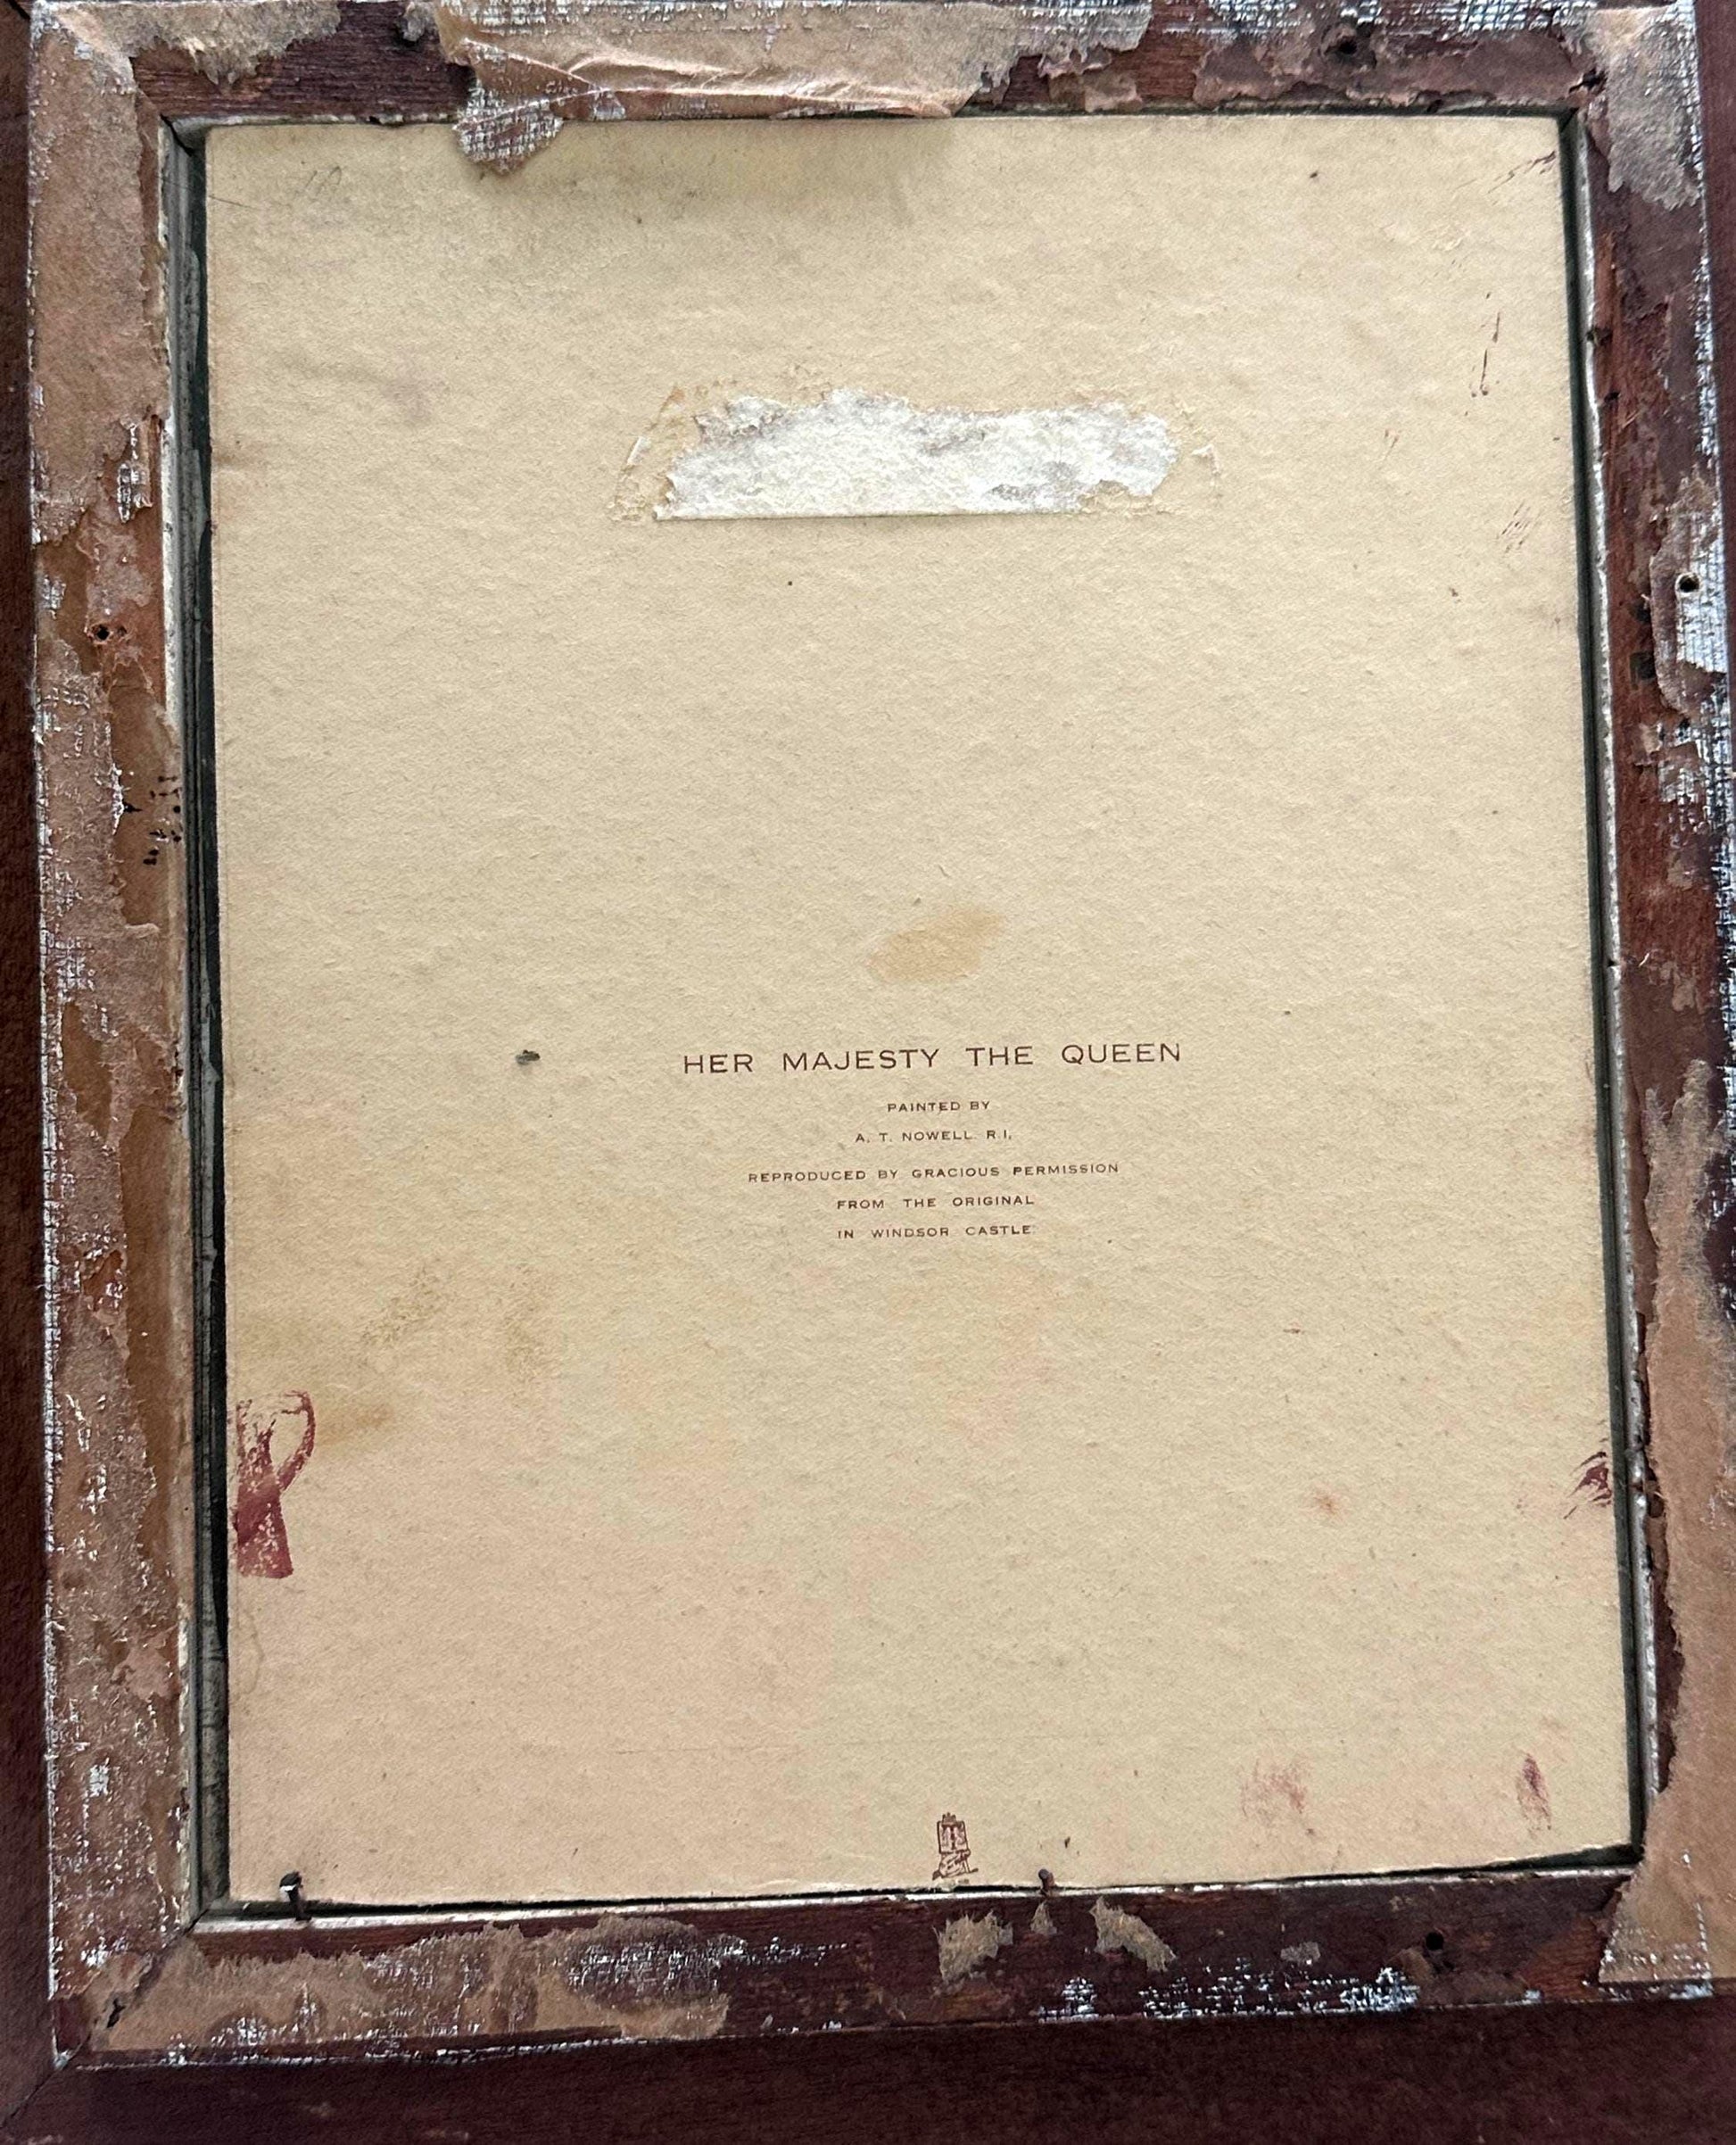 HER MAJESTY THE QUEEN
PAINTED BY
A. T. NOWELL R.I.
REPRODUCED BY GRACIOUS PERMISSION
FROM THE ORIGINAL
IN WINDSOR CASTLE.